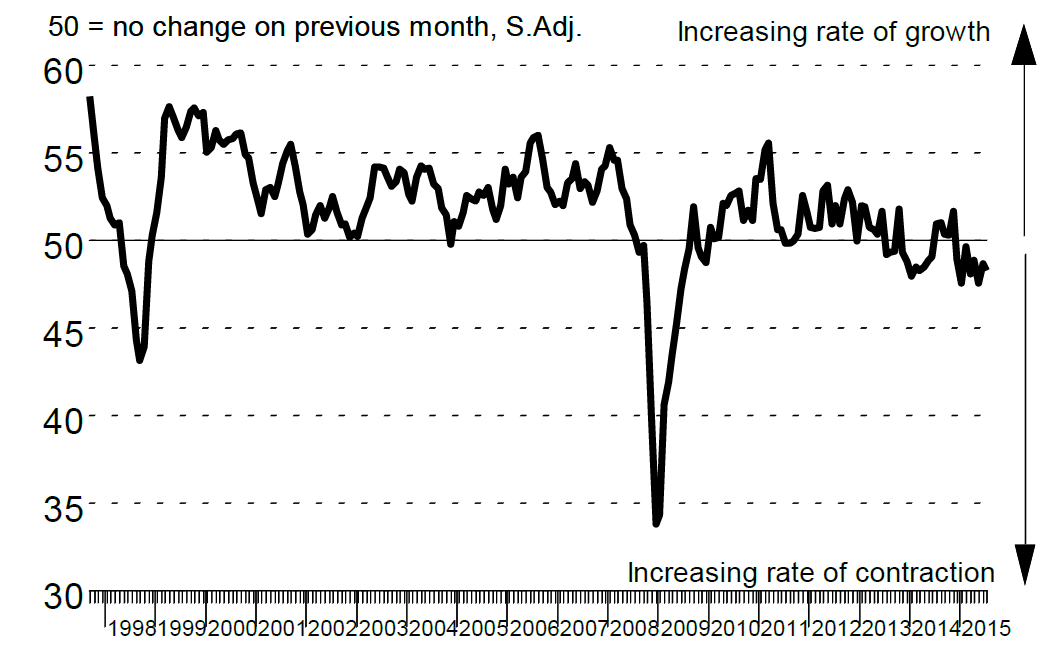 50 = no change on previous month, S.Adj.
Increasing rate of growth
60
55
50
45
40
35
30
Increasing rate of contraction
1998 1999 2000 2001 2002 2003 2004 2005 2006 2007 2008 2009 2010 2011 2012 2013 2014 2015